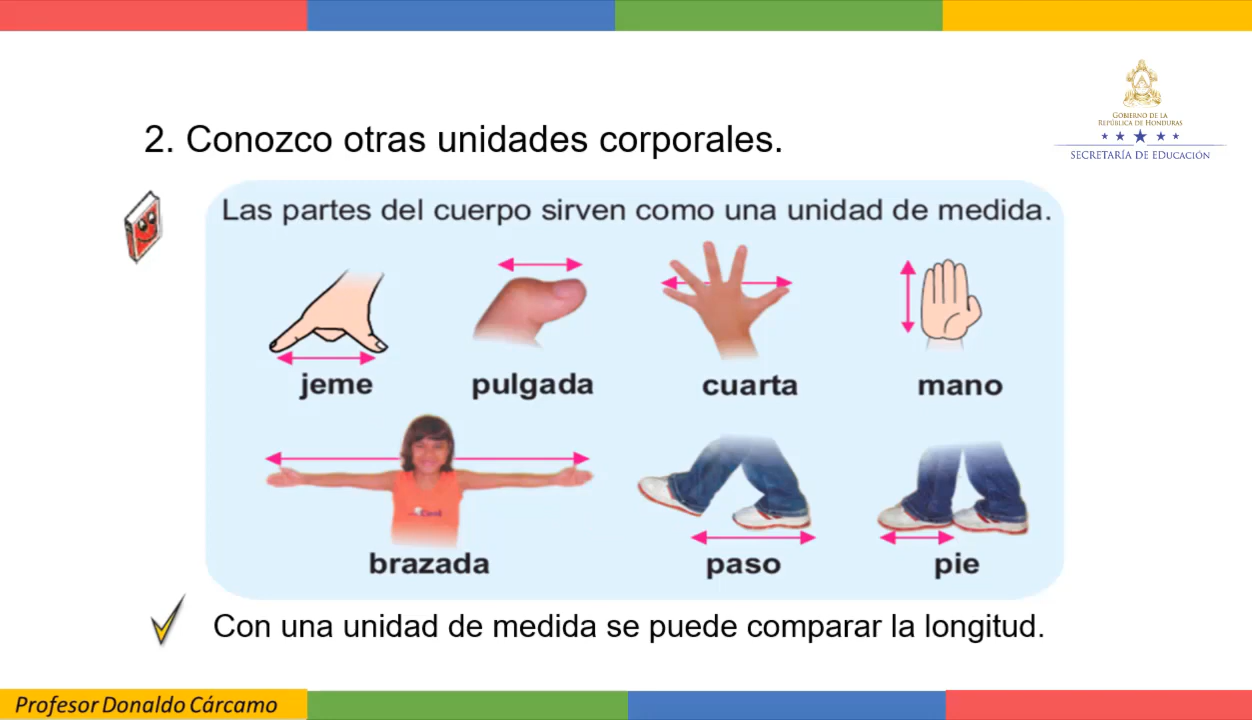 GOBIERNO DE LA
REPÚBLICA DE HONDURAS
SECRETARÍA DE EDUCACIÓN
2. Conozco otras unidades corporales.
Las partes del cuerpo sirven como una unidad de medida.
jeme
pulgada
cuarta
mano
brazada
paso
pie
Con una unidad de medida se puede comparar la longitud.
Profesor Donaldo Cárcamo